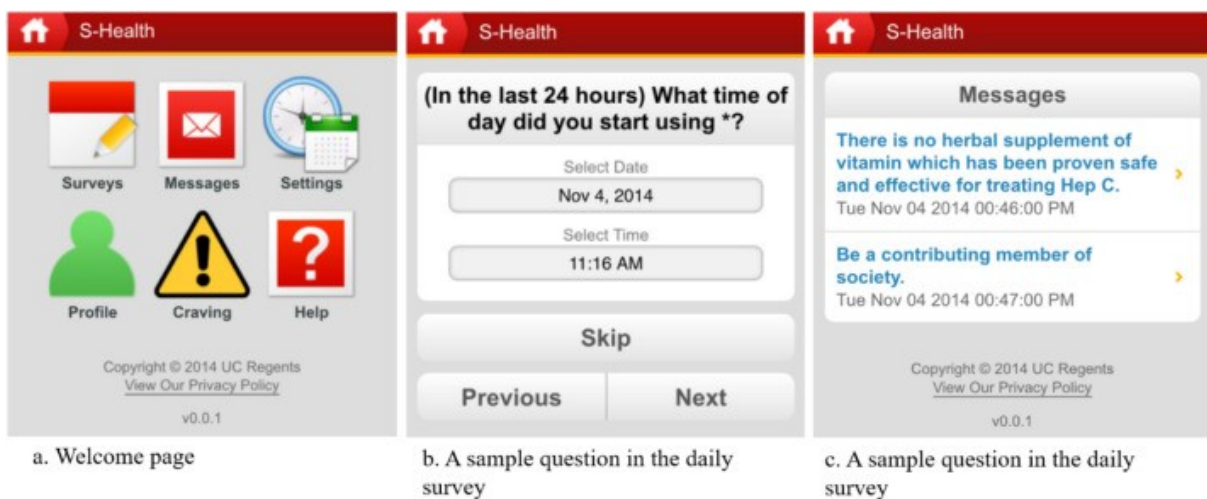 S-Health
Surveys
Messages
Settings
Profile
Craving
Help
Copyright © 2014 UC Regents
View Our Privacy Policy
v0.0.1
a. Welcome page
S-Health
(In the last 24 hours) What time of
day did you start using *?
Select Date
Nov 4, 2014
Select Time
11:16 AM
Skip
Previous
Next
b. A sample question in the daily
survey
S-Health
Messages
There is no herbal supplement of
vitamin which has been proven safe
and effective for treating Hep C.
Tue Nov 04 2014 00:46:00 PM
Be a contributing member of
society.
Tue Nov 04 2014 00:47:00 PM
Copyright © 2014 UC Regents
View Our Privacy Policy
v0.0.1
c. A sample question in the daily
survey